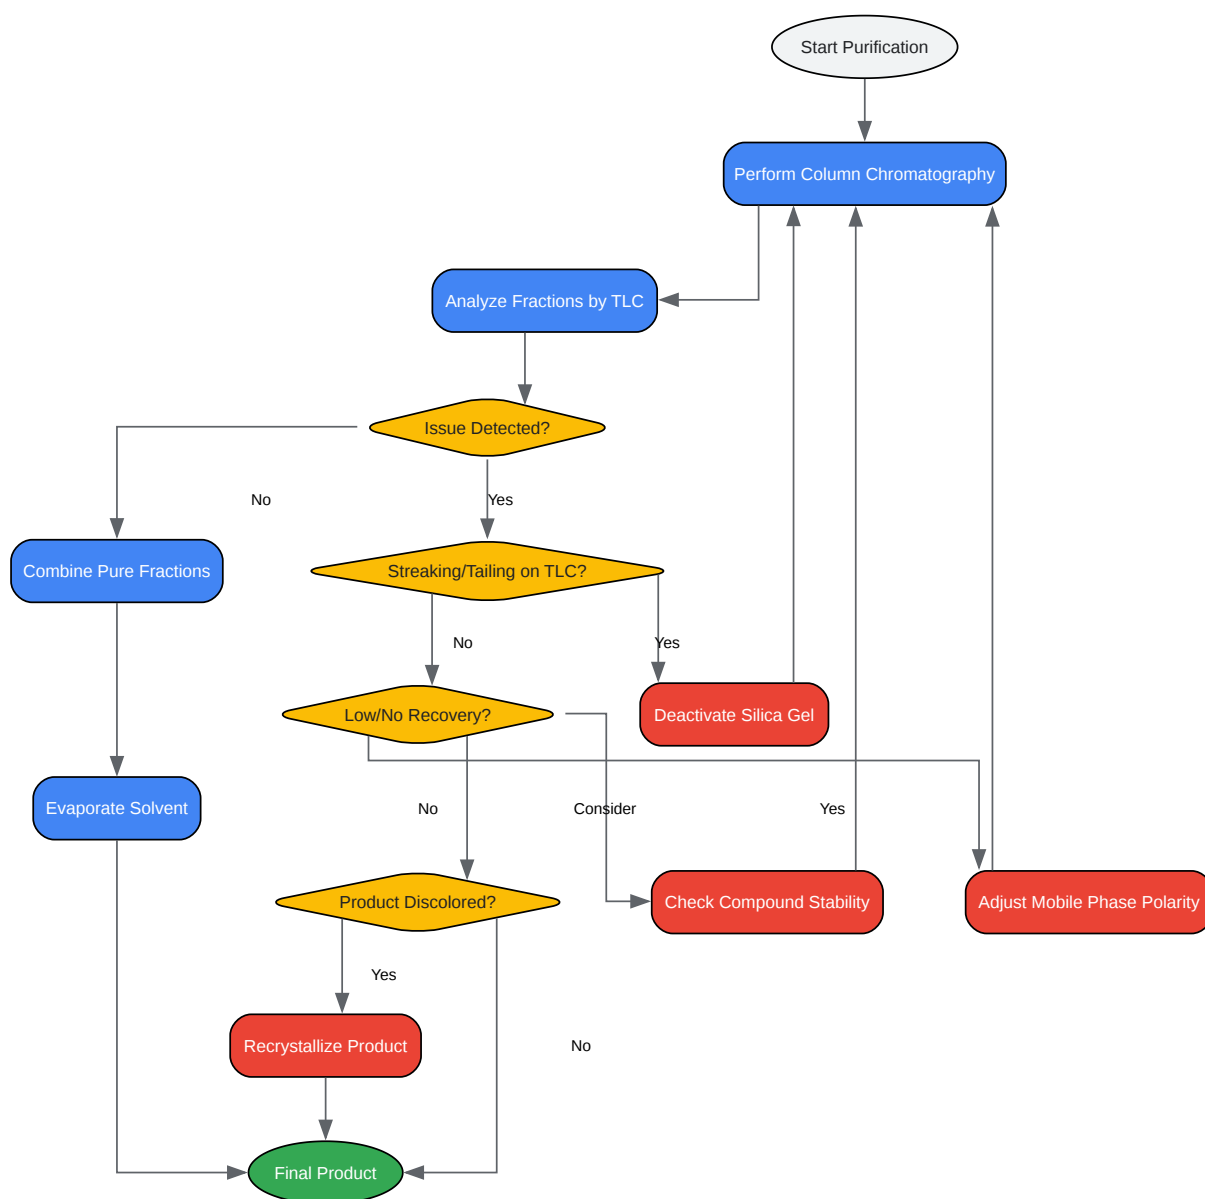 Start Purification
Perform Column Chromatography
Analyze Fractions by TLC
Issue Detected?
No
Yes
Combine Pure Fractions
Streaking/Tailing on TLC?
No
Yes
Low/No Recovery?
Deactivate Silica Gel
Evaporate Solvent
No
Consider
Yes
Product Discolored?
Check Compound Stability
Adjust Mobile Phase Polarity
Yes
Recrystallize Product
No
Final Product